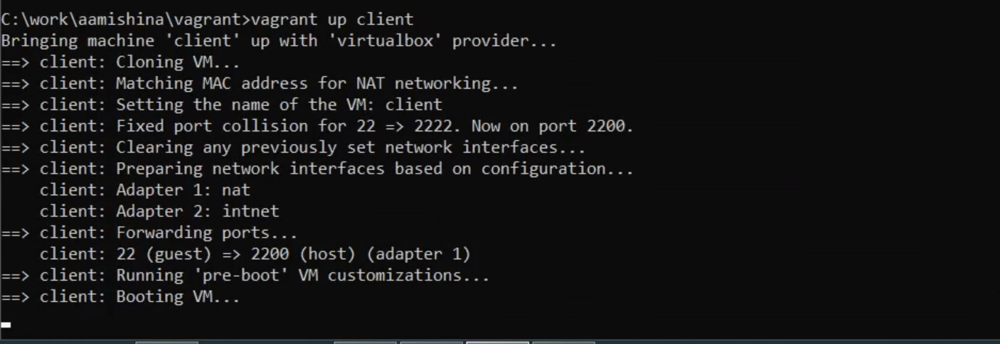 C:\work\aamishina\vagrant>vagrant up client
Bringing machine 'client' up with 'virtualbox' provider...
==> client: Cloning VM...
==> client: Matching MAC address for NAT networking...
==> client: Setting the name of the VM: client
==> client: Fixed port collision for 22 => 2222. Now on port 2200.
==> client: Clearing any previously set network interfaces...
==> client: Preparing network interfaces based on configuration...
    client: Adapter 1: nat
    client: Adapter 2: intnet
==> client: Forwarding ports...
    client: 22 (guest) => 2200 (host) (adapter 1)
==> client: Running 'pre-boot' VM customizations...
==> client: Booting VM...